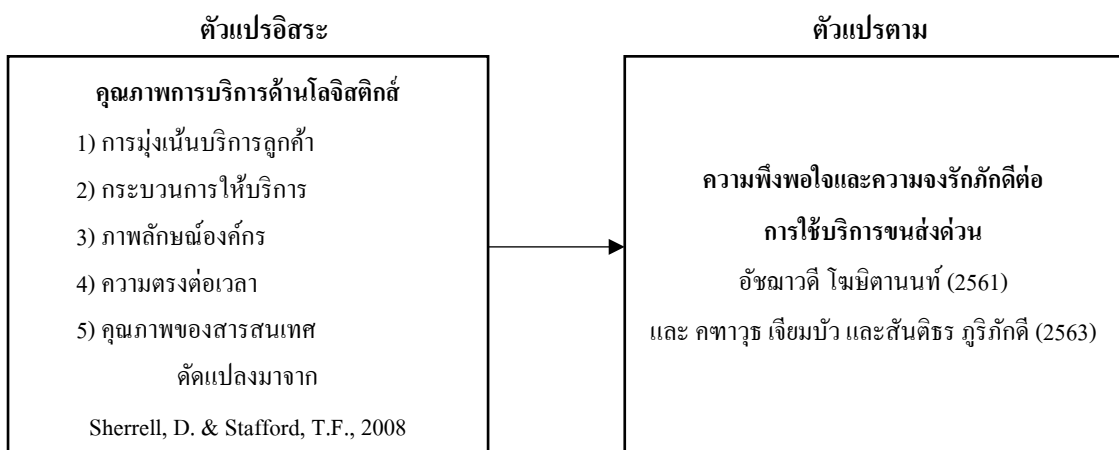 ตัวแปรอิสระ
คุณภาพการบริการด้านโลจิสติกส์
1) การมุ่งเน้นบริการลูกค้า
2) กระบวนการให้บริการ
3) ภาพลักษณ์องค์กร
4) ความตรงต่อเวลา
5) คุณภาพของสารสนเทศ
ดัดแปลงมาจาก
Sherrell, D. & Stafford, T.F., 2008
ตัวแปรตาม
ความพึงพอใจและความจงรักภักดีต่อ
การใช้บริการขนส่งด่วน
อัชฌาวดี โฆษิตานนท์ (2561)
และ คฑาวุธ เจียมบัว และสันติธร ภูริภักดี (2563)